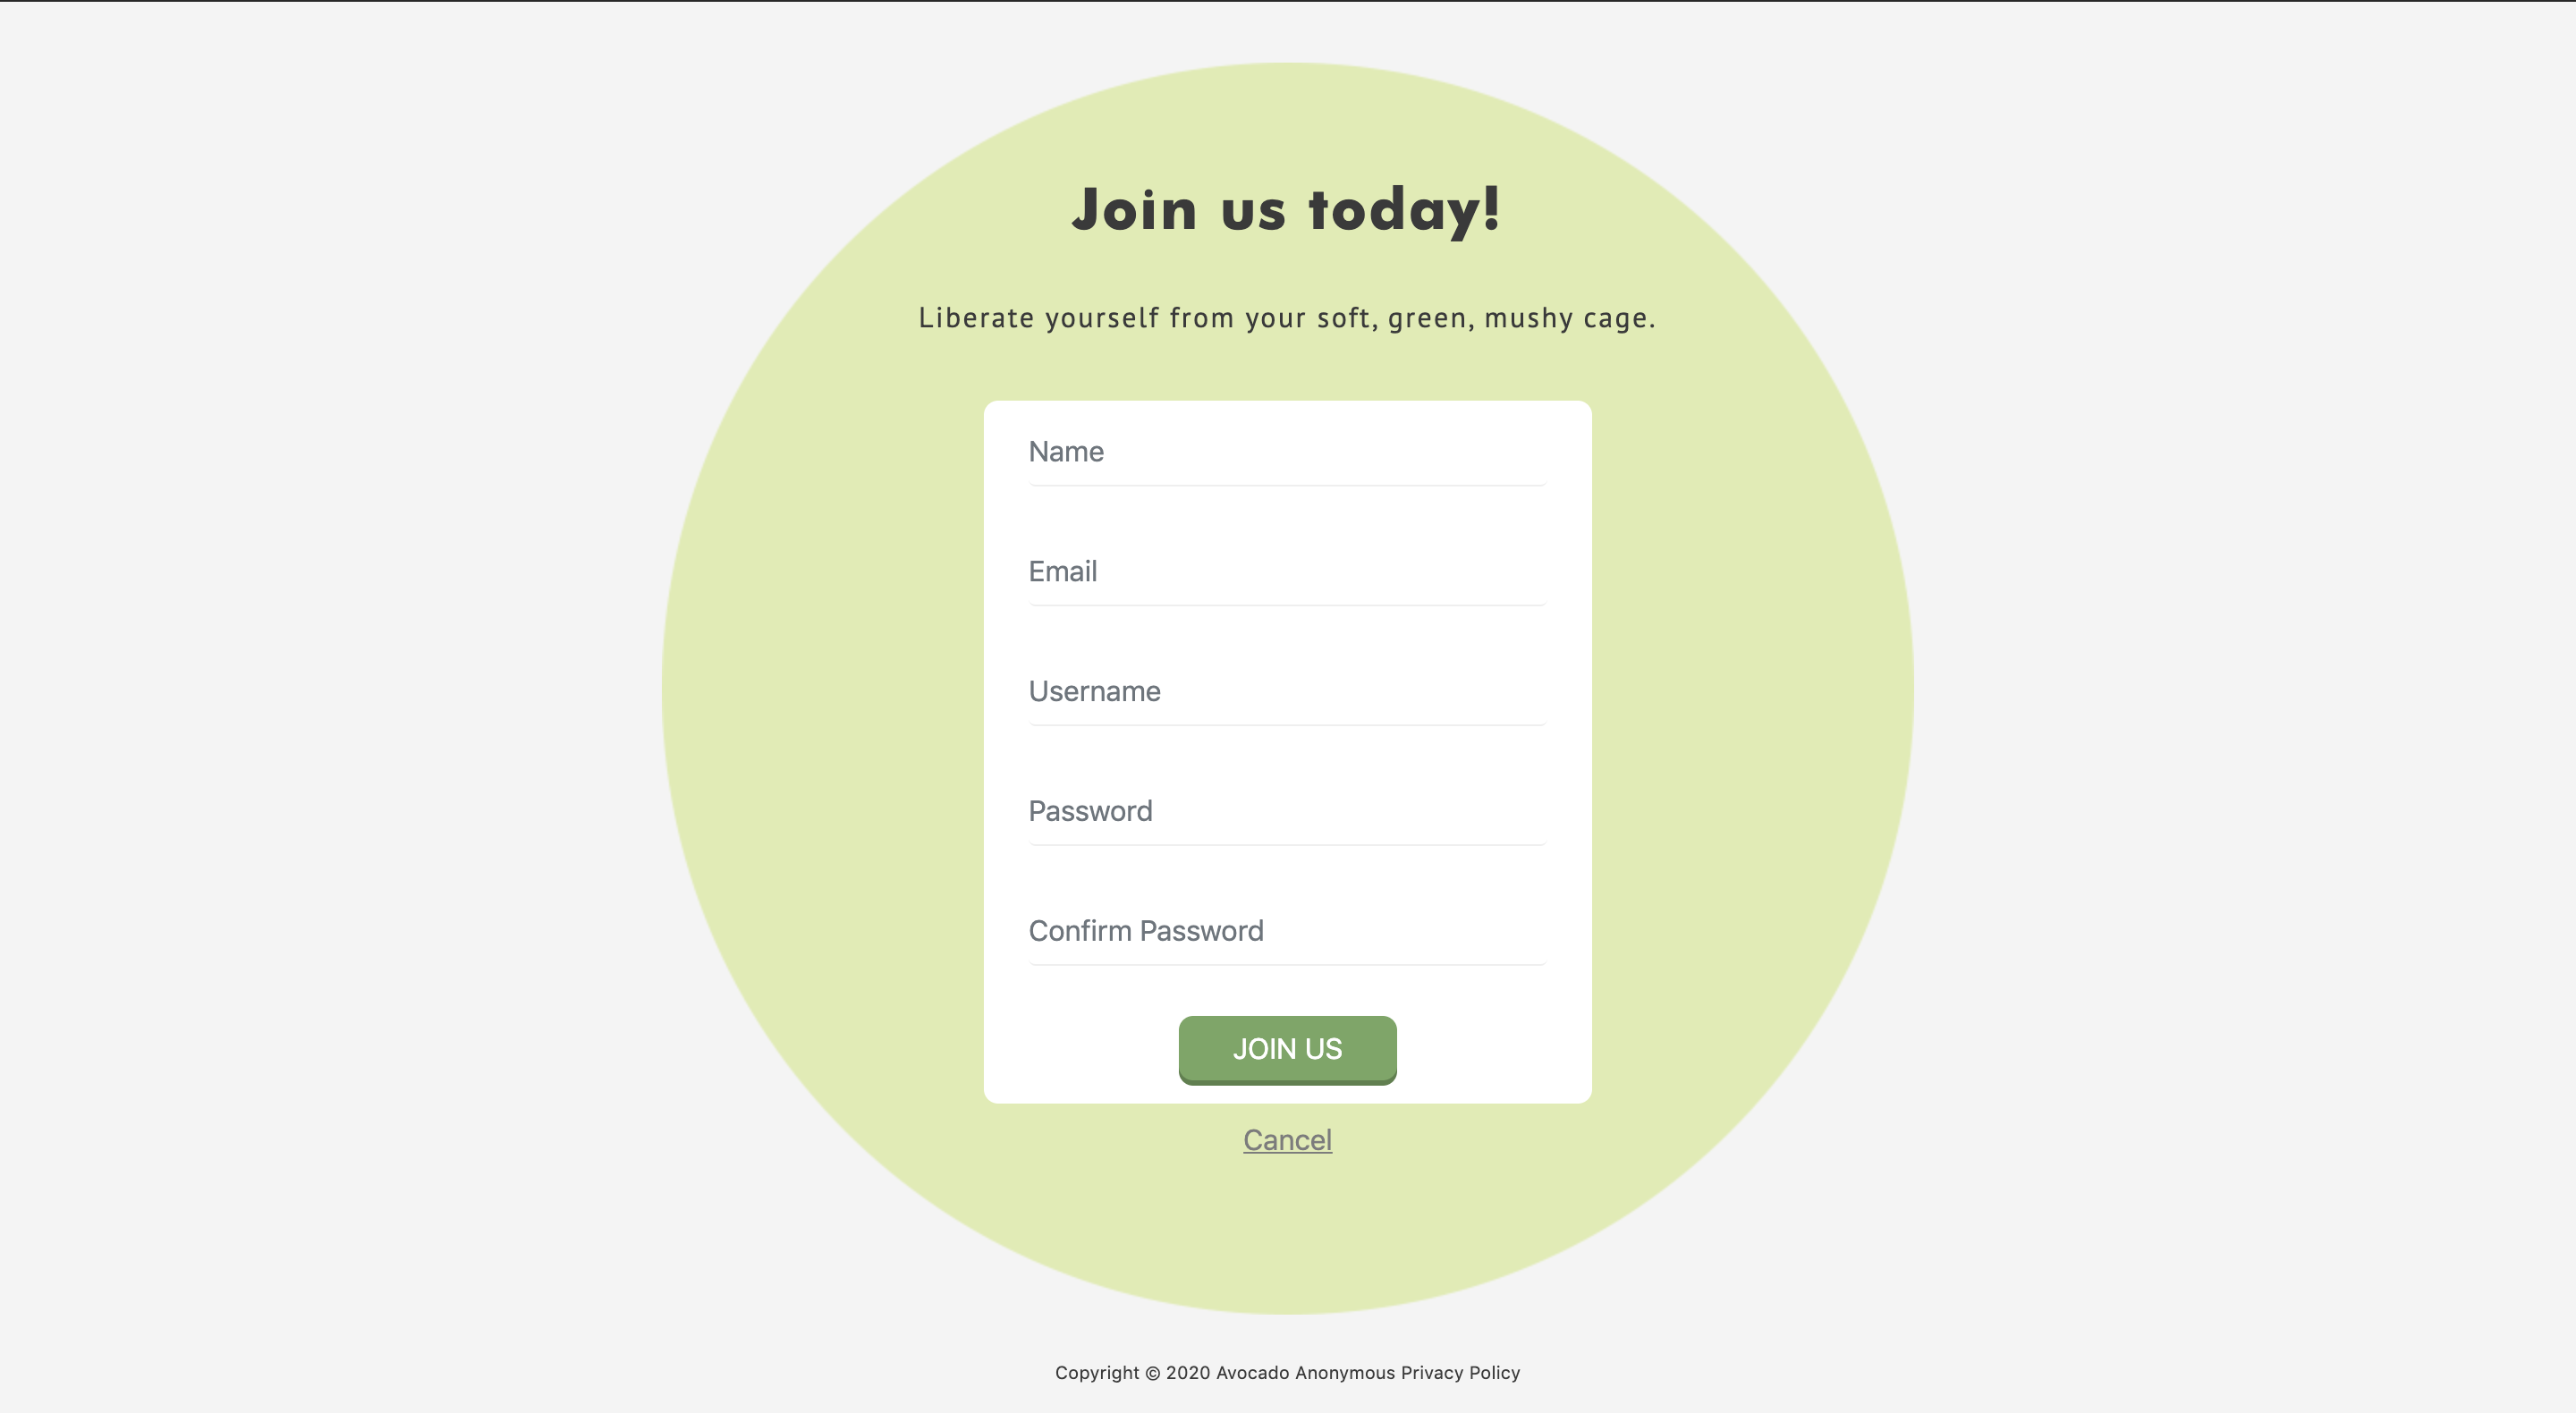 Join us today!
Liberate yourself from your soft, green, mushy cage.
Name
Email
Username
Password
Confirm Password
JOIN US
Cancel
Copyright © 2020 Avocado Anonymous Privacy Policy